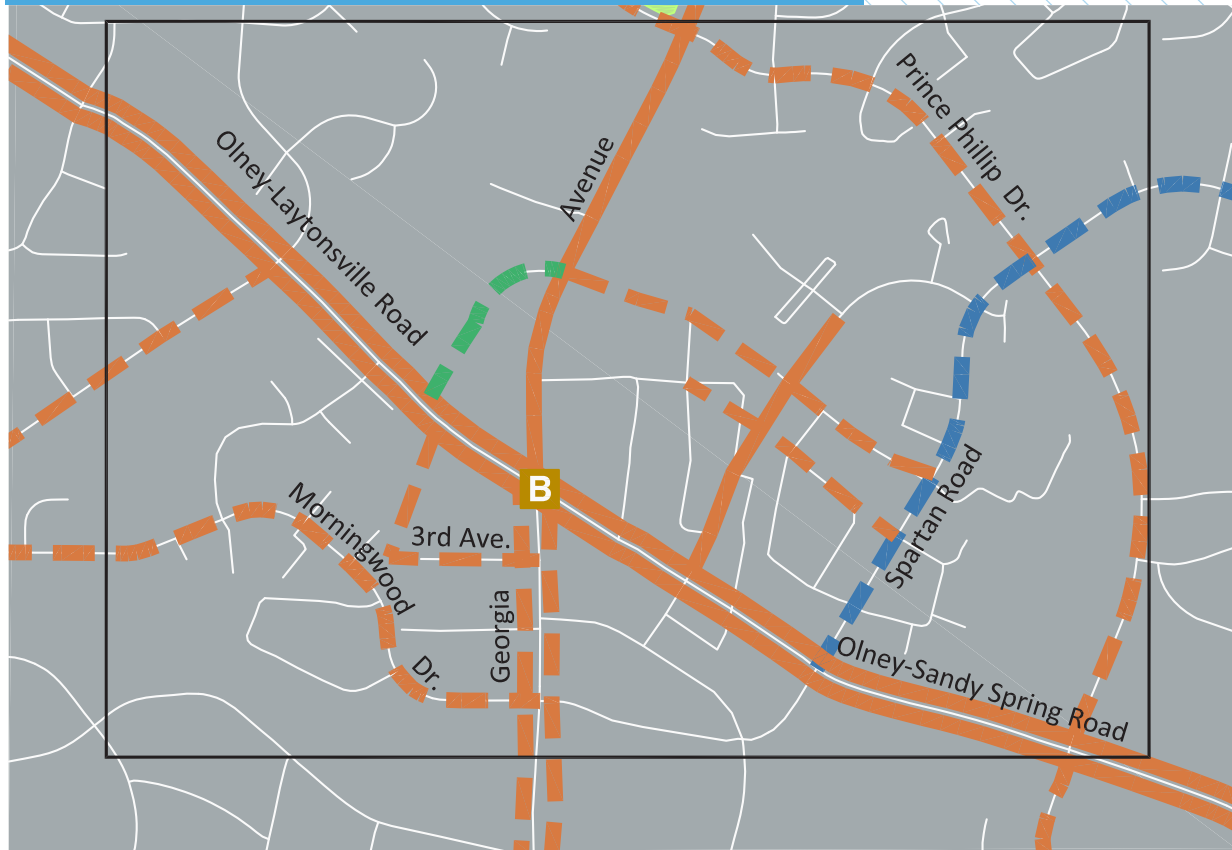 Prince Phillip Dr.
Olney-Laytonsville Road
Avenue
B
3rd Ave.
Morningwood
Dr.
Georgia
Spartan Road
Olney-Sandy Spring Road